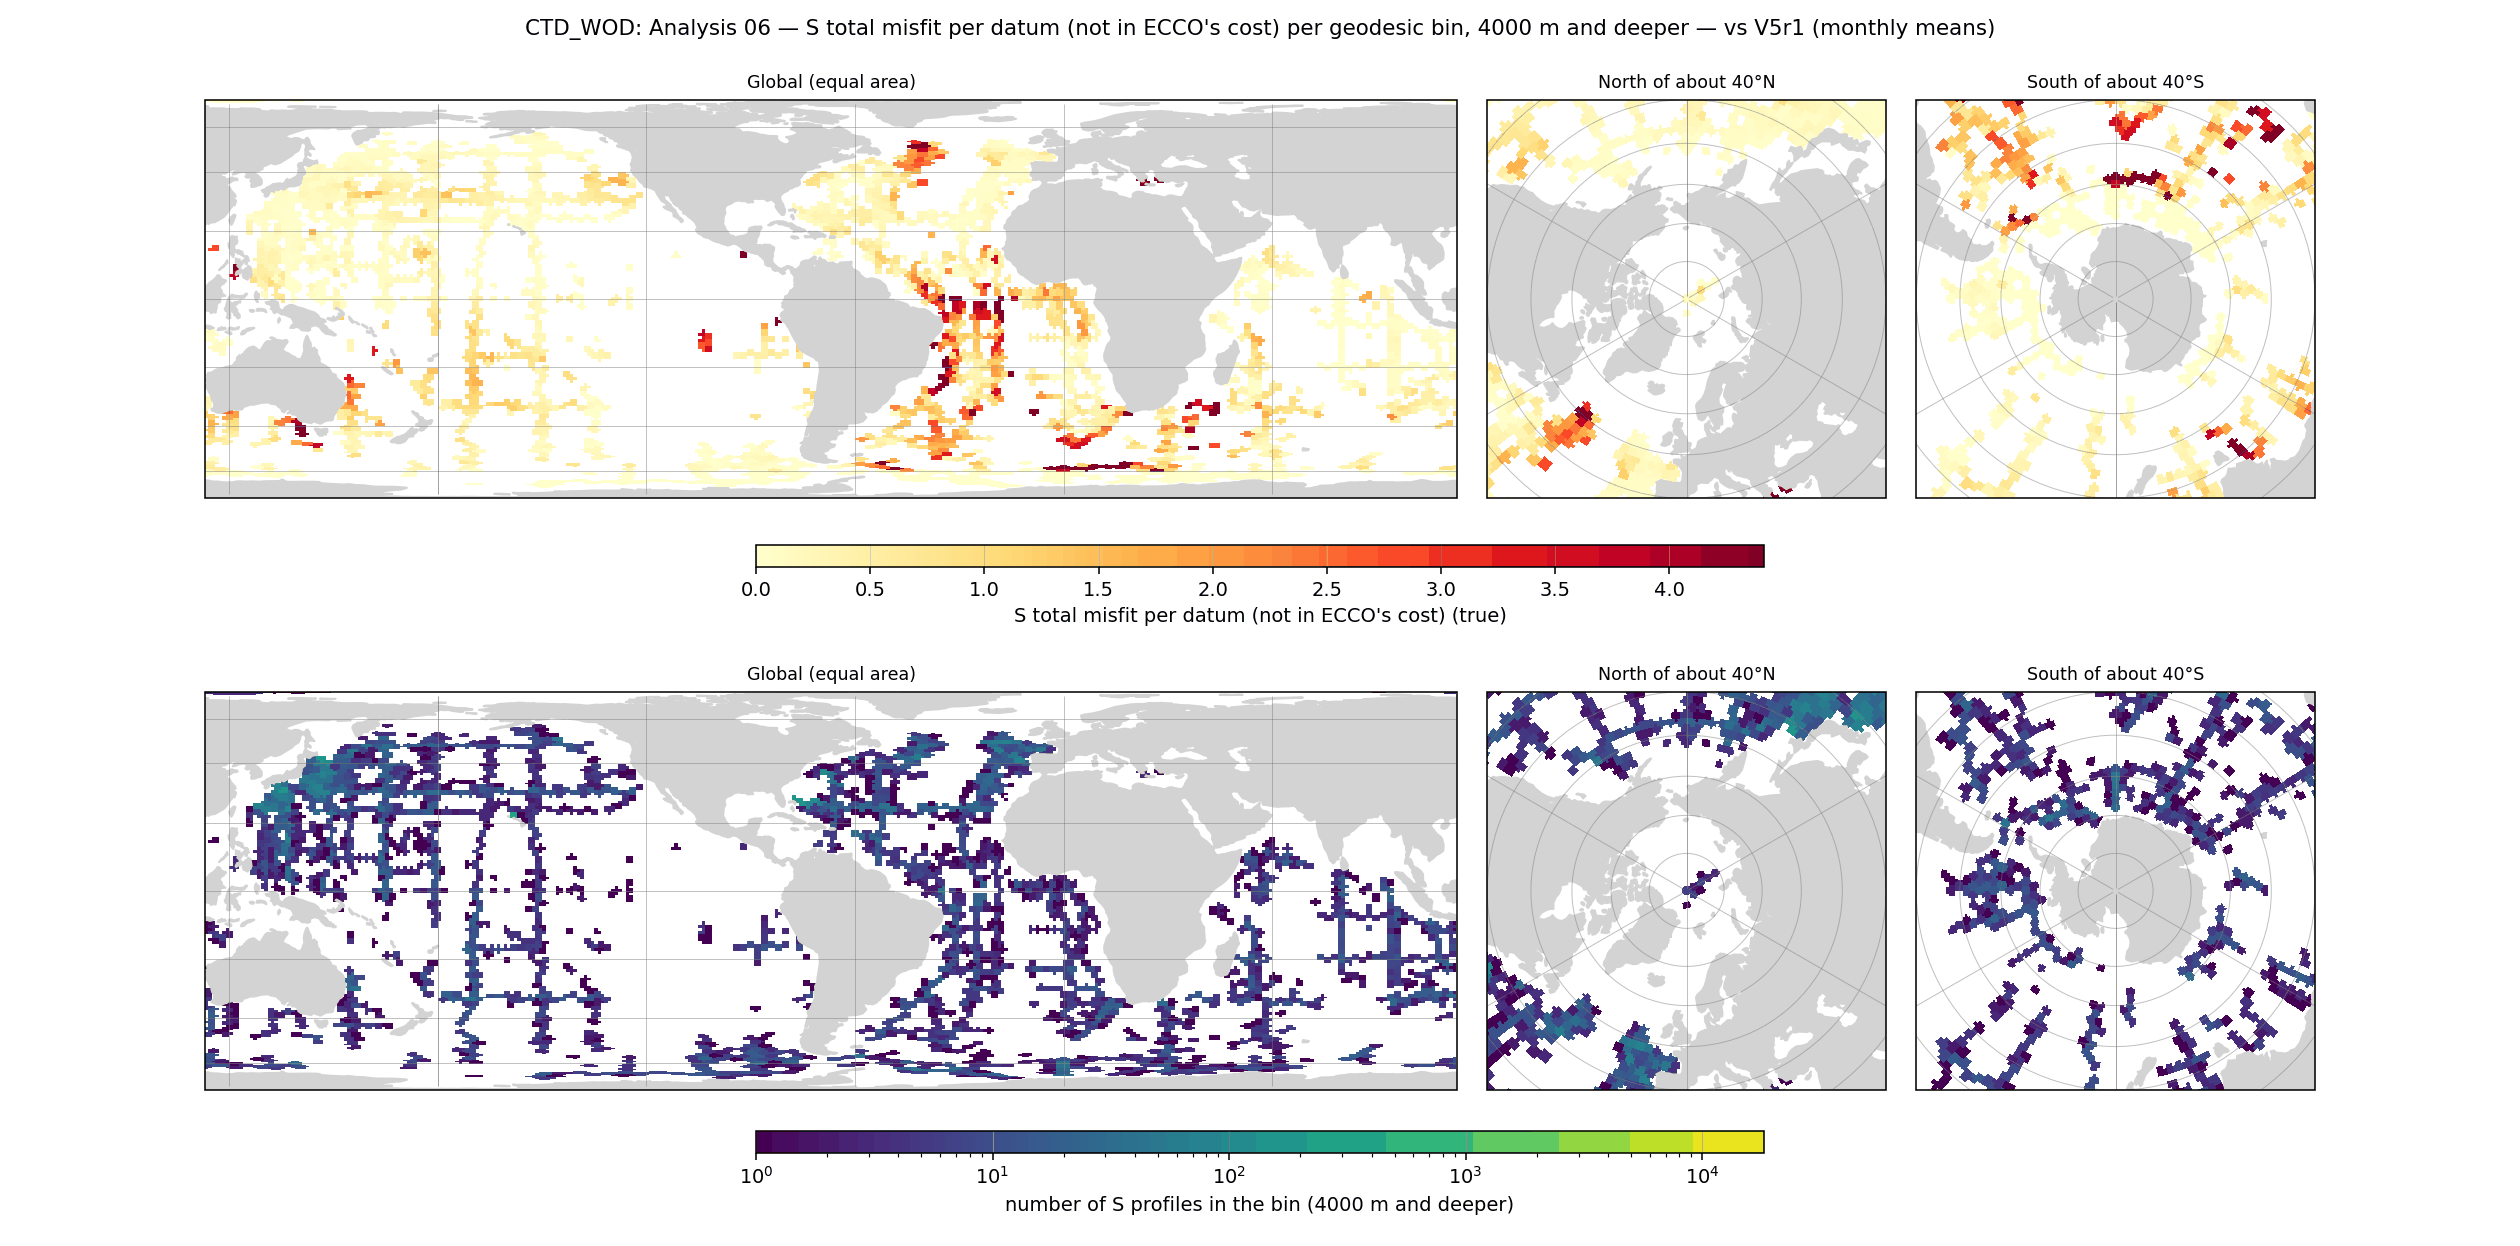 CTD_WOD: Analysis 06 — S total misfit per datum (not in ECCO's cost) per geodesic bin, 4000 m and deeper — vs V5r1 (monthly means)
Global (equal area)
North of about 40°N
South of about 40°S
0.0 0.5 1.0 1.5 2.0 2.5 3.0 3.5 4.0
S total misfit per datum (not in ECCO's cost) (true)
Global (equal area)
North of about 40°N
South of about 40°S
10⁰ 10¹ 10² 10³ 10⁴
number of S profiles in the bin (4000 m and deeper)